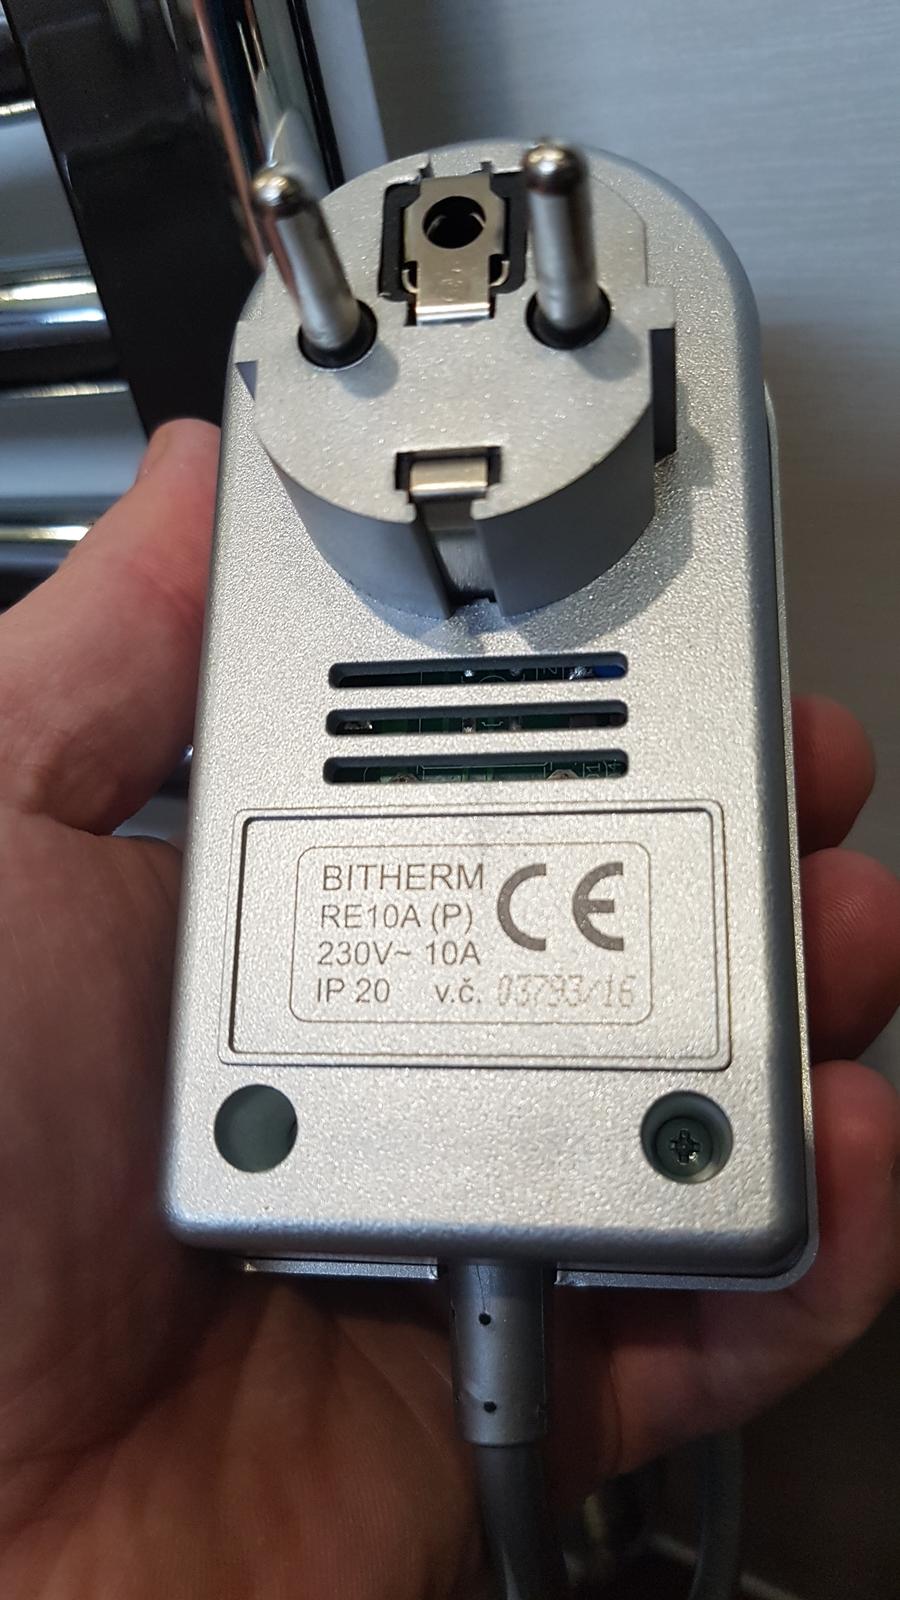 BITHERM CE
RE10A (P)
230V~ 10A
IP 20 v.č. 03793/16